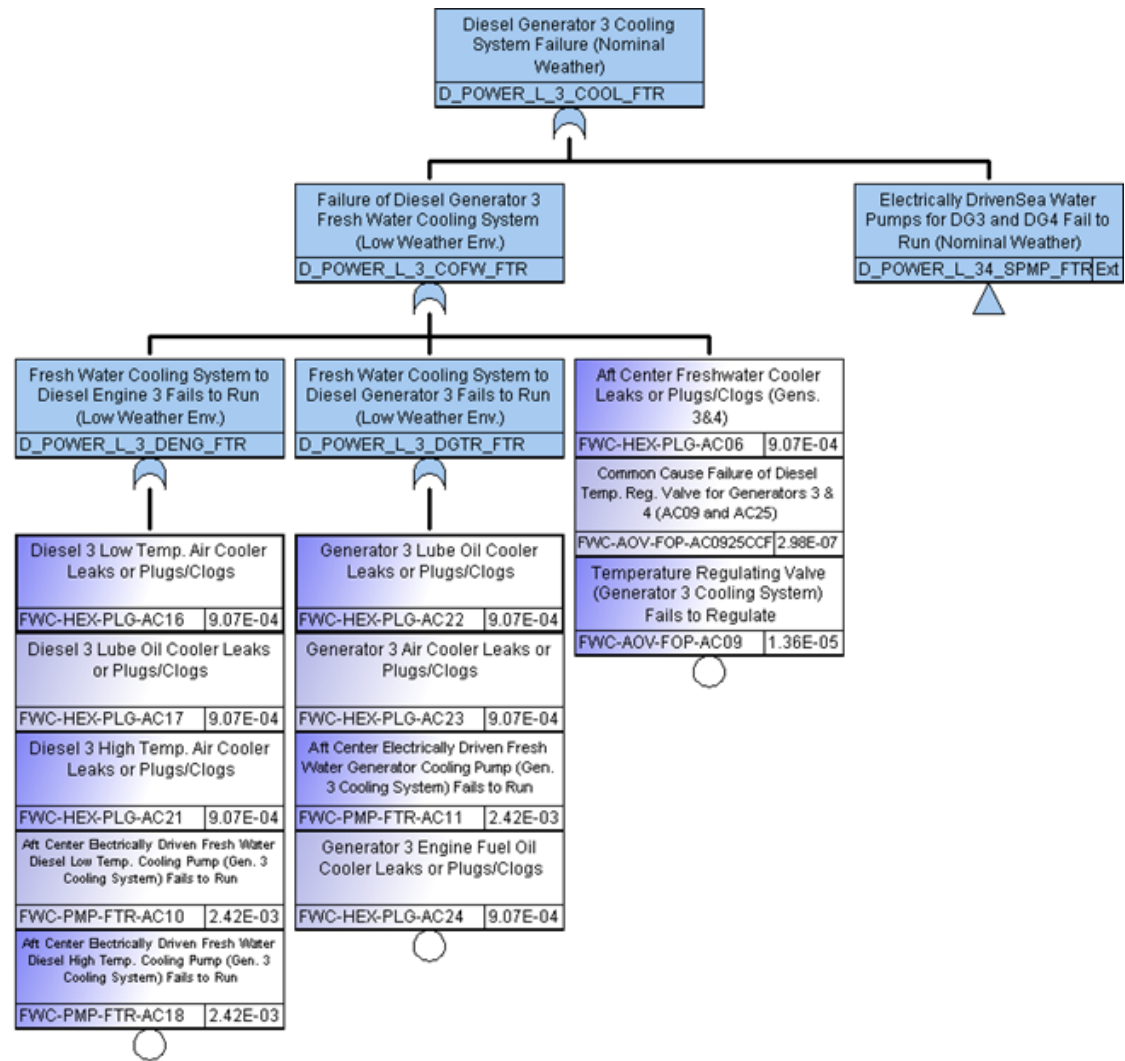 Diesel Generator 3 Cooling
System Failure (Nominal
Weather)
D_POWER_L_3_COOL_FTR
Failure of Diesel Generator 3
Fresh Water Cooling System
(Low Weather Env.)
D_POWER_L_3_COFW_FTR
Electrically DrivenSea Water
Pumps for DG3 and DG4 Fail to
Run (Nominal Weather)
D_POWER_L_34_SPMP_FTR Ext
Fresh Water Cooling System to
Diesel Engine 3 Fails to Run
(Low Weather Env.)
D_POWER_L_3_DENG_FTR
Fresh Water Cooling System to
Diesel Generator 3 Fails to Run
(Low Weather Env.)
D_POWER_L_3_DGTR_FTR
Aft Center Freshwater Cooler
Leaks or Plugs/Clogs (Gens.
3&4)
FWC-HEX-PLG-AC06 9.07E-04
Common Cause Failure of Diesel
Temp. Reg. Valve for Generators 3 &
4 (AC09 and AC25)
FWC-AOV-FOP-AC0925CCF 2.98E-07
Temperature Regulating Valve
(Generator 3 Cooling System)
Fails to Regulate
FWC-AOV-FOP-AC09 1.36E-05
Diesel 3 Low Temp. Air Cooler
Leaks or Plugs/Clogs
FWC-HEX-PLG-AC16 9.07E-04
Diesel 3 Lube Oil Cooler Leaks
or Plugs/Clogs
FWC-HEX-PLG-AC17 9.07E-04
Diesel 3 High Temp. Air Cooler
Leaks or Plugs/Clogs
FWC-HEX-PLG-AC21 9.07E-04
Aft Center Electrically Driven Fresh Water
Diesel Low Temp. Cooling Pump (Gen. 3
Cooling System) Fails to Run
FWC-PMP-FTR-AC10 2.42E-03
Aft Center Electrically Driven Fresh Water
Diesel High Temp. Cooling Pump (Gen. 3
Cooling System) Fails to Run
FWC-PMP-FTR-AC18 2.42E-03
Generator 3 Lube Oil Cooler
Leaks or Plugs/Clogs
FWC-HEX-PLG-AC22 9.07E-04
Generator 3 Air Cooler Leaks or
Plugs/Clogs
FWC-HEX-PLG-AC23 9.07E-04
Aft Center Electrically Driven Fresh
Water Generator Cooling Pump (Gen.
3 Cooling System) Fails to Run
FWC-PMP-FTR-AC11 2.42E-03
Generator 3 Engine Fuel Oil
Cooler Leaks or Plugs/Clogs
FWC-HEX-PLG-AC24 9.07E-04